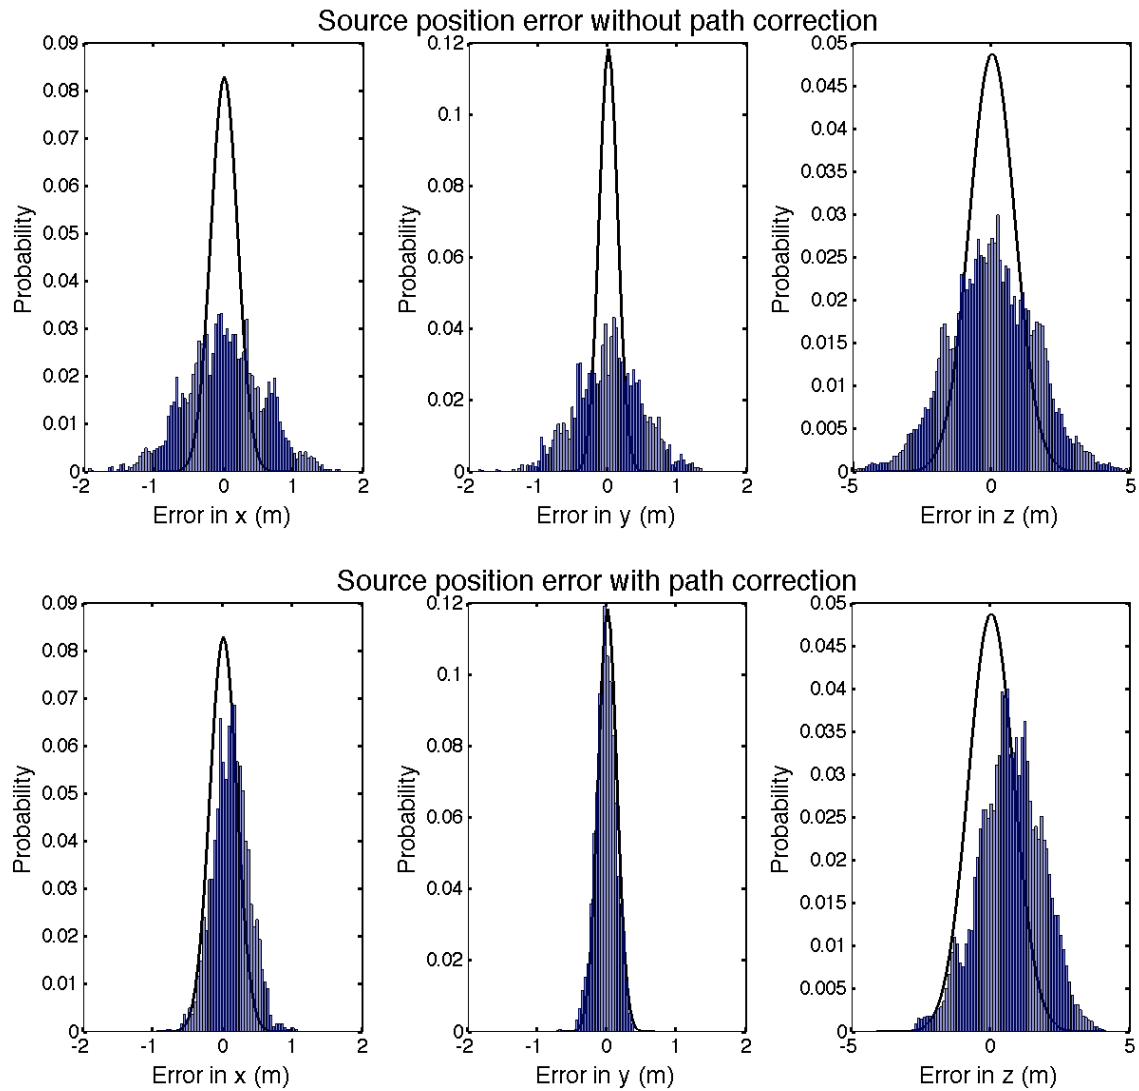 Source position error without path correction
0.09
0.08
0.07
0.06
0.05
0.04
0.03
0.02
0.01
0
Probability
-2 -1 0 1 2
Error in x (m)
0.12
0.1
0.08
0.06
0.04
0.02
0
Probability
-2 -1 0 1 2
Error in y (m)
0.05
0.045
0.04
0.035
0.03
0.025
0.02
0.015
0.01
0.005
0
Probability
-5 0 5
Error in z (m)
Source position error with path correction
0.09
0.08
0.07
0.06
0.05
0.04
0.03
0.02
0.01
0
Probability
-2 -1 0 1 2
Error in x (m)
0.12
0.1
0.08
0.06
0.04
0.02
0
Probability
-2 -1 0 1 2
Error in y (m)
0.05
0.045
0.04
0.035
0.03
0.025
0.02
0.015
0.01
0.005
0
Probability
-5 0 5
Error in z (m)